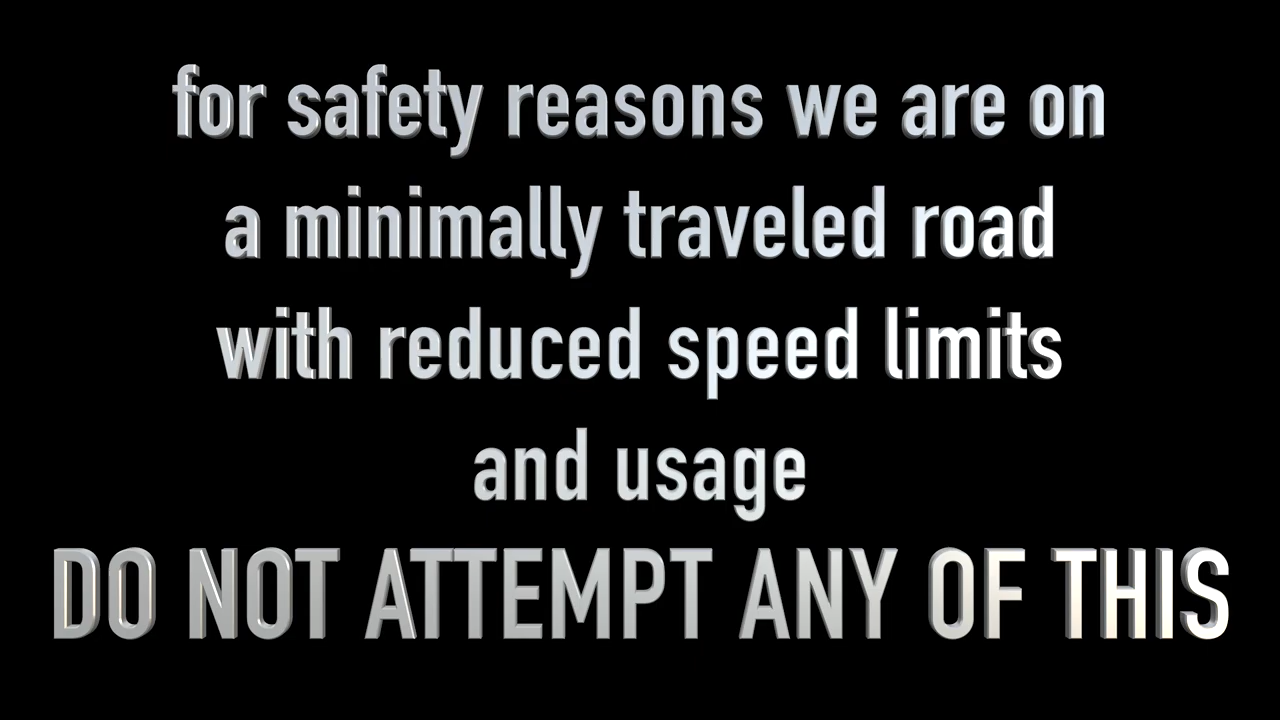 for safety reasons we are on
a minimally traveled road
with reduced speed limits
and usage
DO NOT ATTEMPT ANY OF THIS